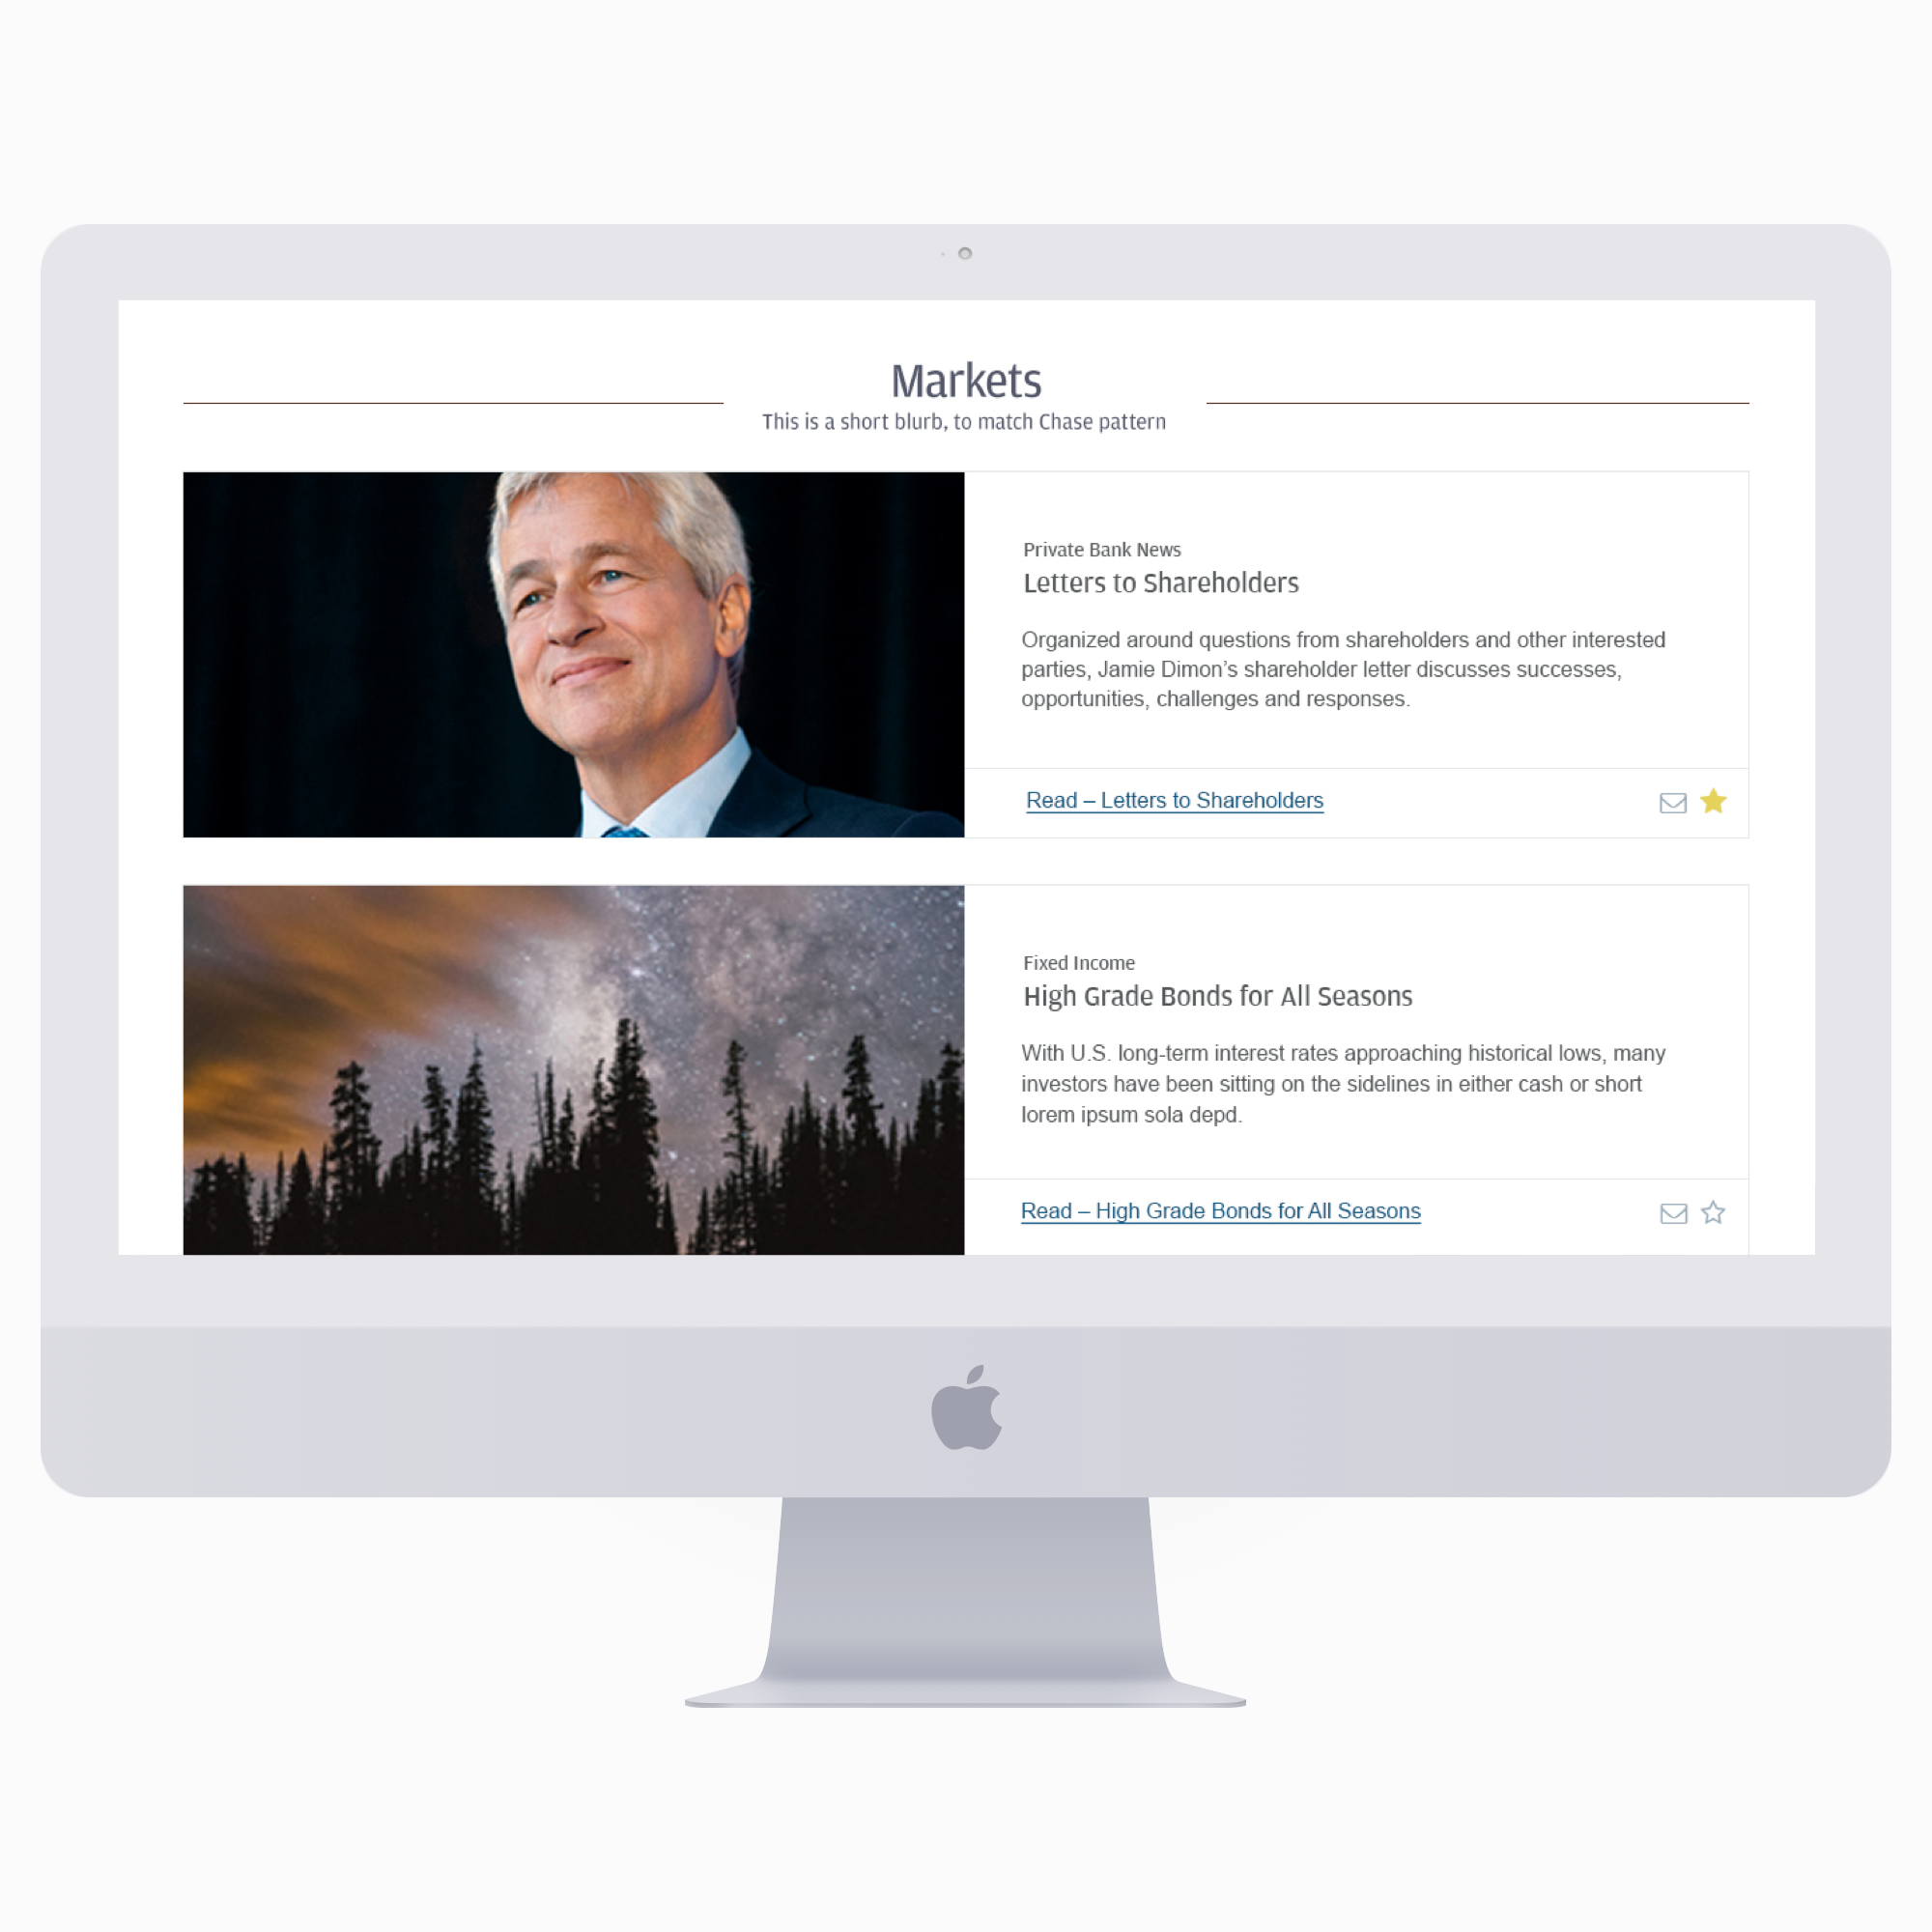 Markets
This is a short blurb, to match Chase pattern
Private Bank News
Letters to Shareholders
Organized around questions from shareholders and other interested
parties, Jamie Dimon’s shareholder letter discusses successes,
opportunities, challenges and responses.
Read – Letters to Shareholders
Fixed Income
High Grade Bonds for All Seasons
With U.S. long-term interest rates approaching historical lows, many
investors have been sitting on the sidelines in either cash or short
lorem ipsum sola depd.
Read – High Grade Bonds for All Seasons